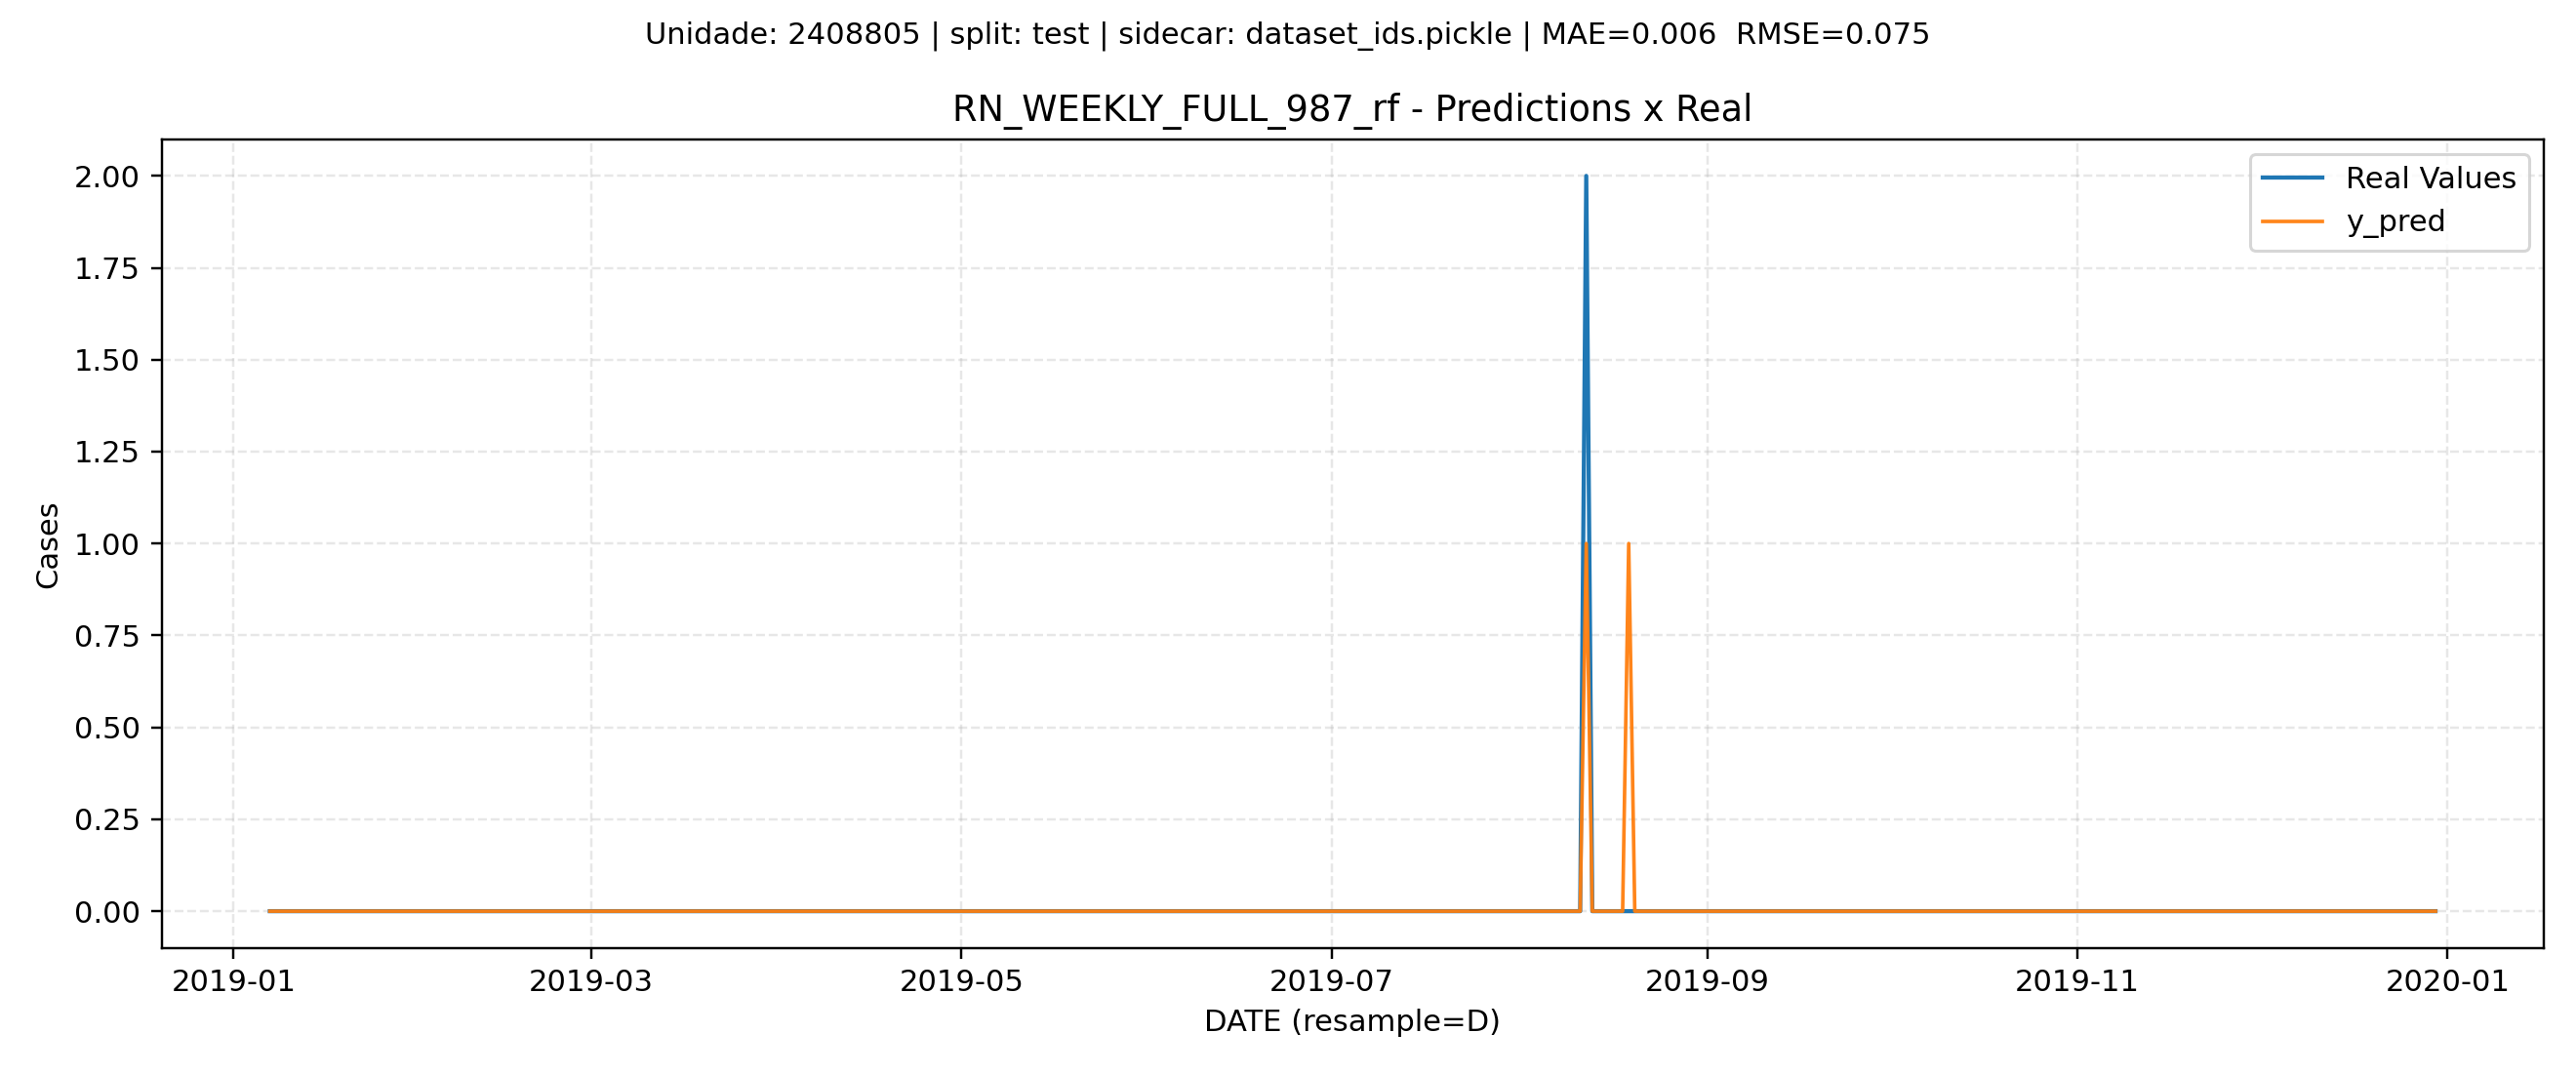 Unidade: 2408805 | split: test | sidecar: dataset_ids.pickle | MAE=0.006  RMSE=0.075
RN_WEEKLY_FULL_987_rf - Predictions x Real
Real Values
y_pred
2.00
1.75
1.50
1.25
1.00
0.75
0.50
0.25
0.00
Cases
2019-01
2019-03
2019-05
2019-07
2019-09
2019-11
2020-01
DATE (resample=D)